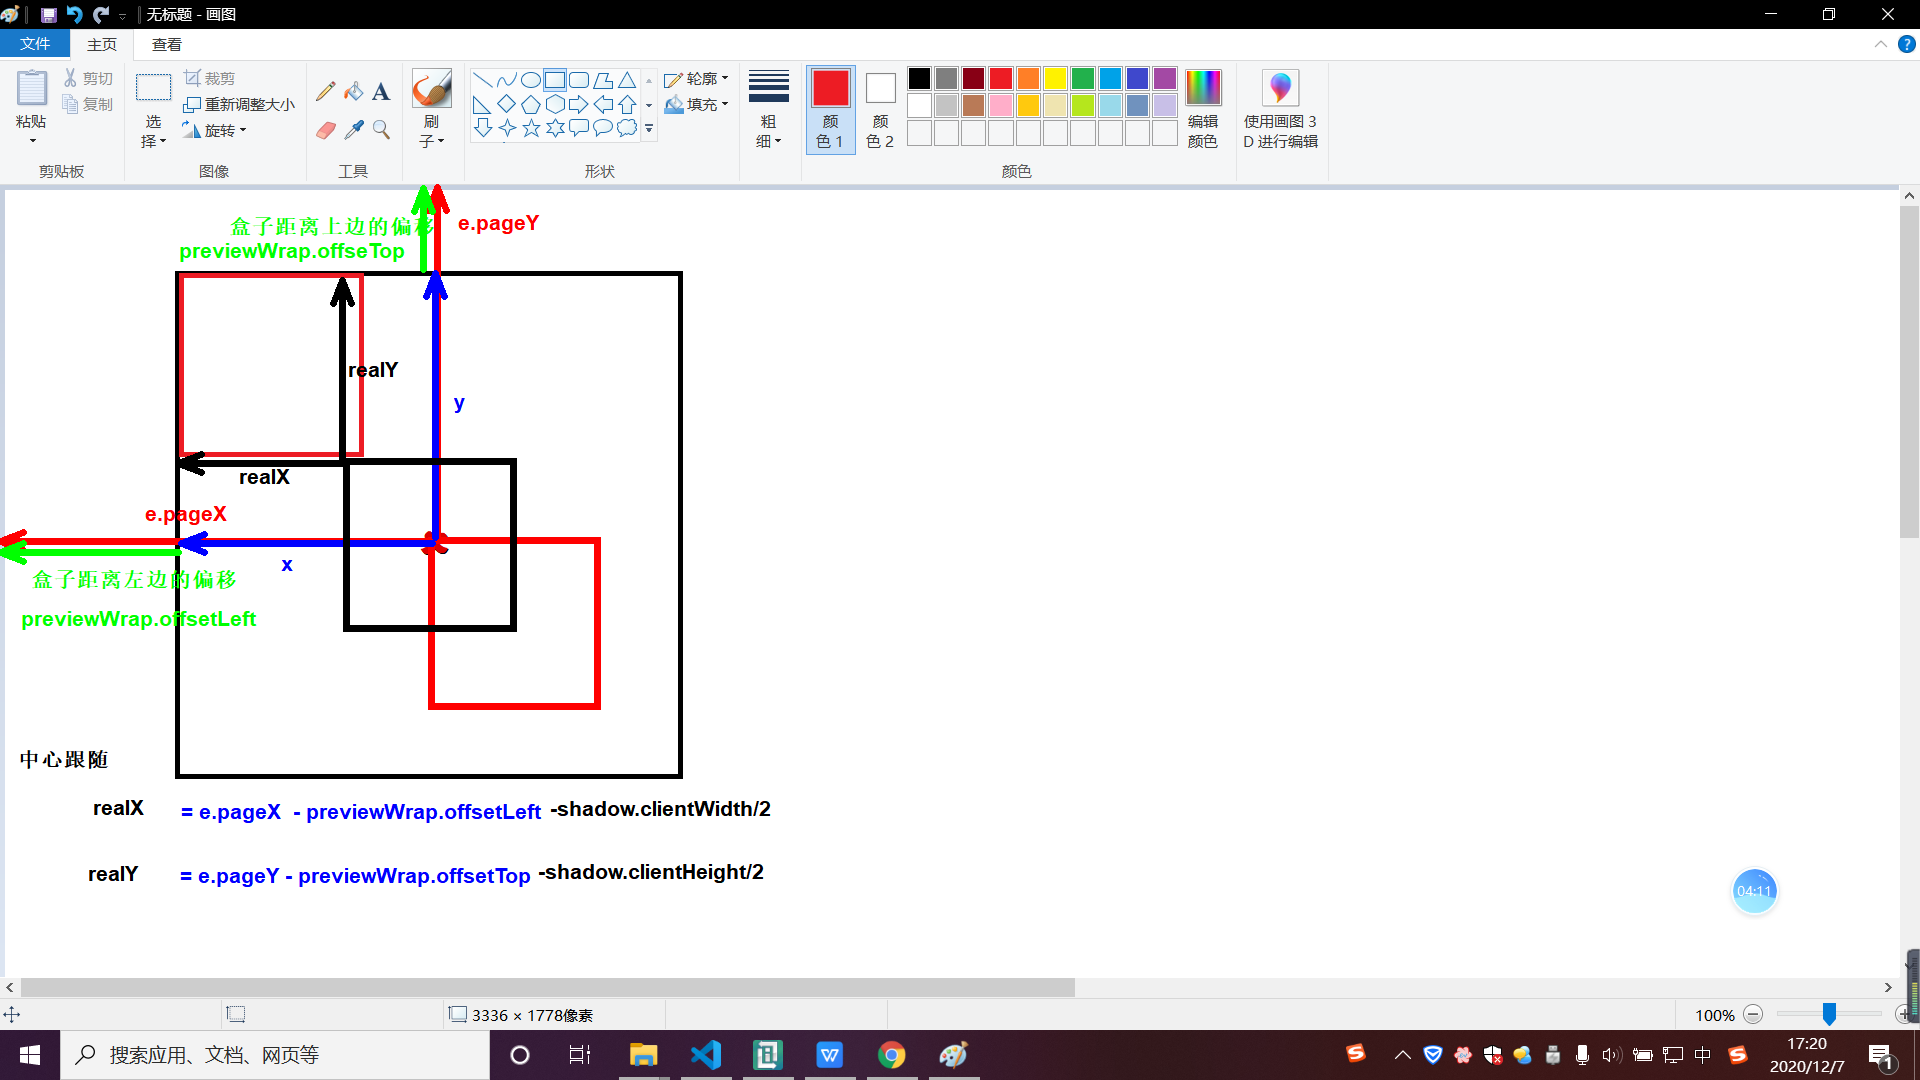 无标题 - 画图
文件 主页 查看
粘贴
剪切
复制
剪贴板
选
择
裁剪
重新调整大小
旋转
图像
A
工具
刷
子
形状
轮廓
填充
粗
细
颜
色 1
颜
色 2
编辑
颜色
颜色
使用画图 3
D 进行编辑
盒子距离上边的偏移
previewWrap.offseTop
e.pageY
realY
y
realX
e.pageX
x
盒子距离左边的偏移
previewWrap.offsetLeft
中心跟随
realX = e.pageX - previewWrap.offsetLeft -shadow.clientWidth/2
realY = e.pageY - previewWrap.offsetTop -shadow.clientHeight/2
04:11
3336 × 1778像素
100%
搜索应用、文档、网页等
中
17:20
2020/12/7
1